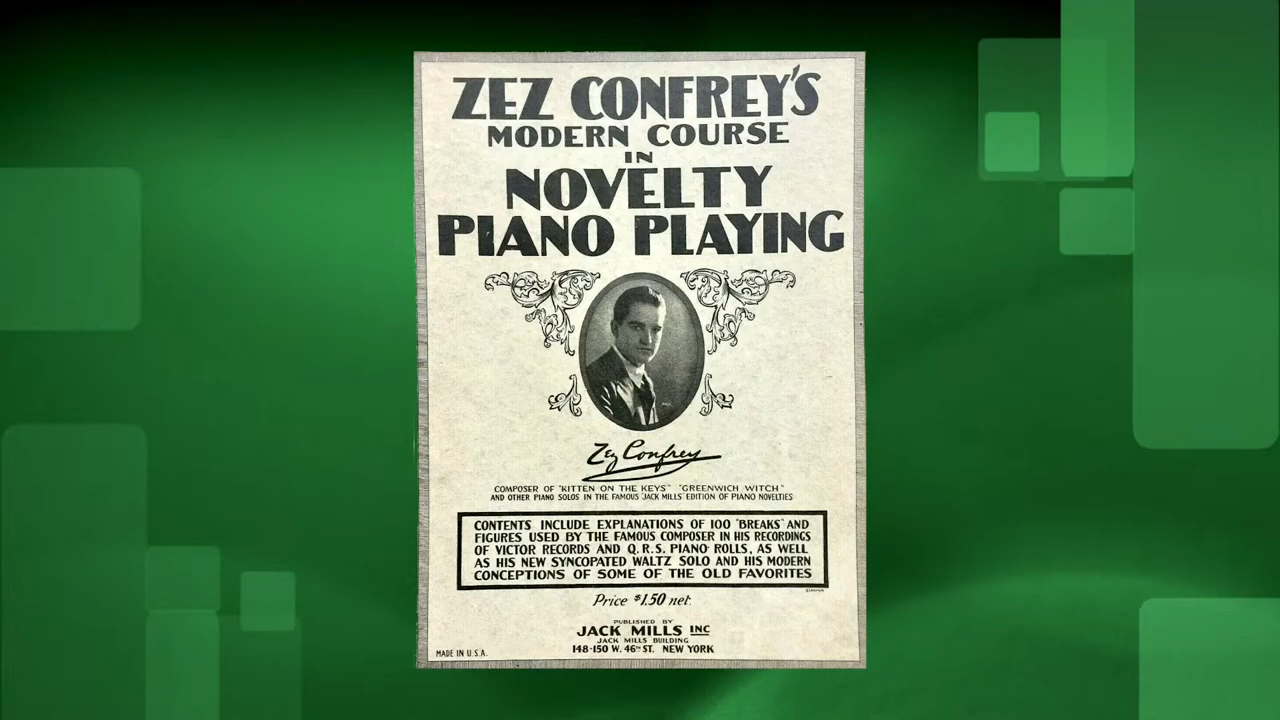 ZEZ CONFREY'S
MODERN COURSE
IN
NOVELTY
PIANO PLAYING
Zez Confrey
COMPOSER OF "KITTEN ON THE KEYS" "GREENWICH WITCH"
AND OTHER PIANO SOLOS IN THE FAMOUS "JACK MILLS" EDITION OF PIANO NOVELTIES
CONTENTS INCLUDE EXPLANATIONS OF 100 "BREAKS" AND
FIGURES USED BY THE FAMOUS COMPOSER IN HIS RECORDINGS
OF VICTOR RECORDS AND Q.R.S. PIANO ROLLS, AS WELL
AS HIS NEW SYNCOPATED WALTZ SOLO AND HIS MODERN
CONCEPTIONS OF SOME OF THE OLD FAVORITES
Price $1.50 net.
PUBLISHED BY
JACK MILLS INC
JACK MILLS BUILDING
148-150 W. 46TH ST. NEW YORK
MADE IN U.S.A.